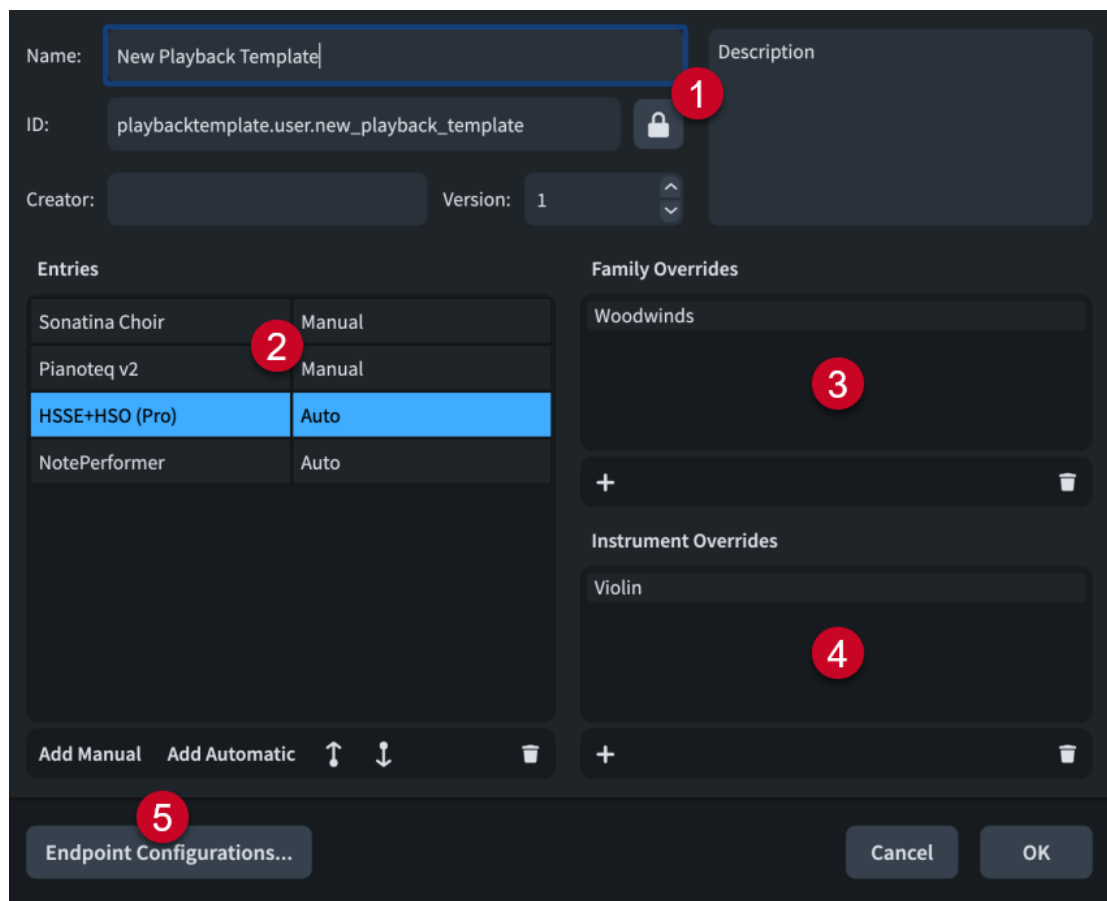 Name: New Playback Template Description
1
ID: playbacktemplate.user.new_playback_template
Creator: Version: 1
Entries Family Overrides
Sonatina Choir Manual Woodwinds
2
Pianoteq v2 Manual
3
HSSE+HSO (Pro) Auto
NotePerformer Auto
Instrument Overrides
Violin
4
Add Manual Add Automatic
5
Endpoint Configurations... Cancel OK